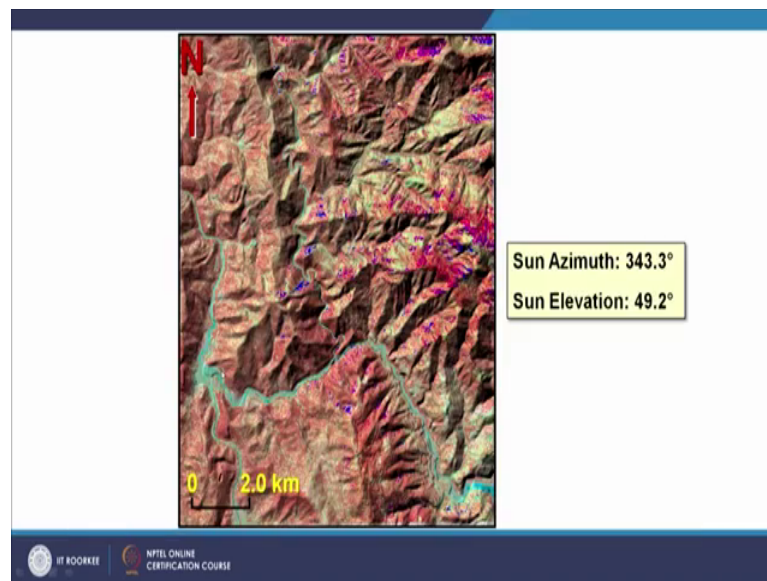 N
Sun Azimuth: 343.3°
Sun Elevation: 49.2°
0 2.0 km
IIT ROORKEE
NPTEL ONLINE
CERTIFICATION COURSE